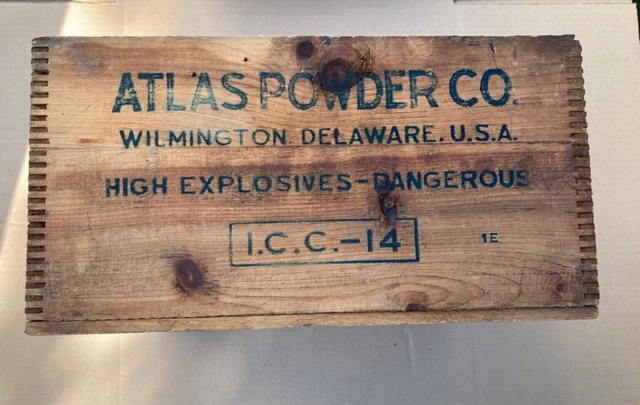 ATLAS POWDER CO.
WILMINGTON. DELAWARE. U.S.A.
HIGH EXPLOSIVES-DANGEROUS
I.C.C.-14
1E